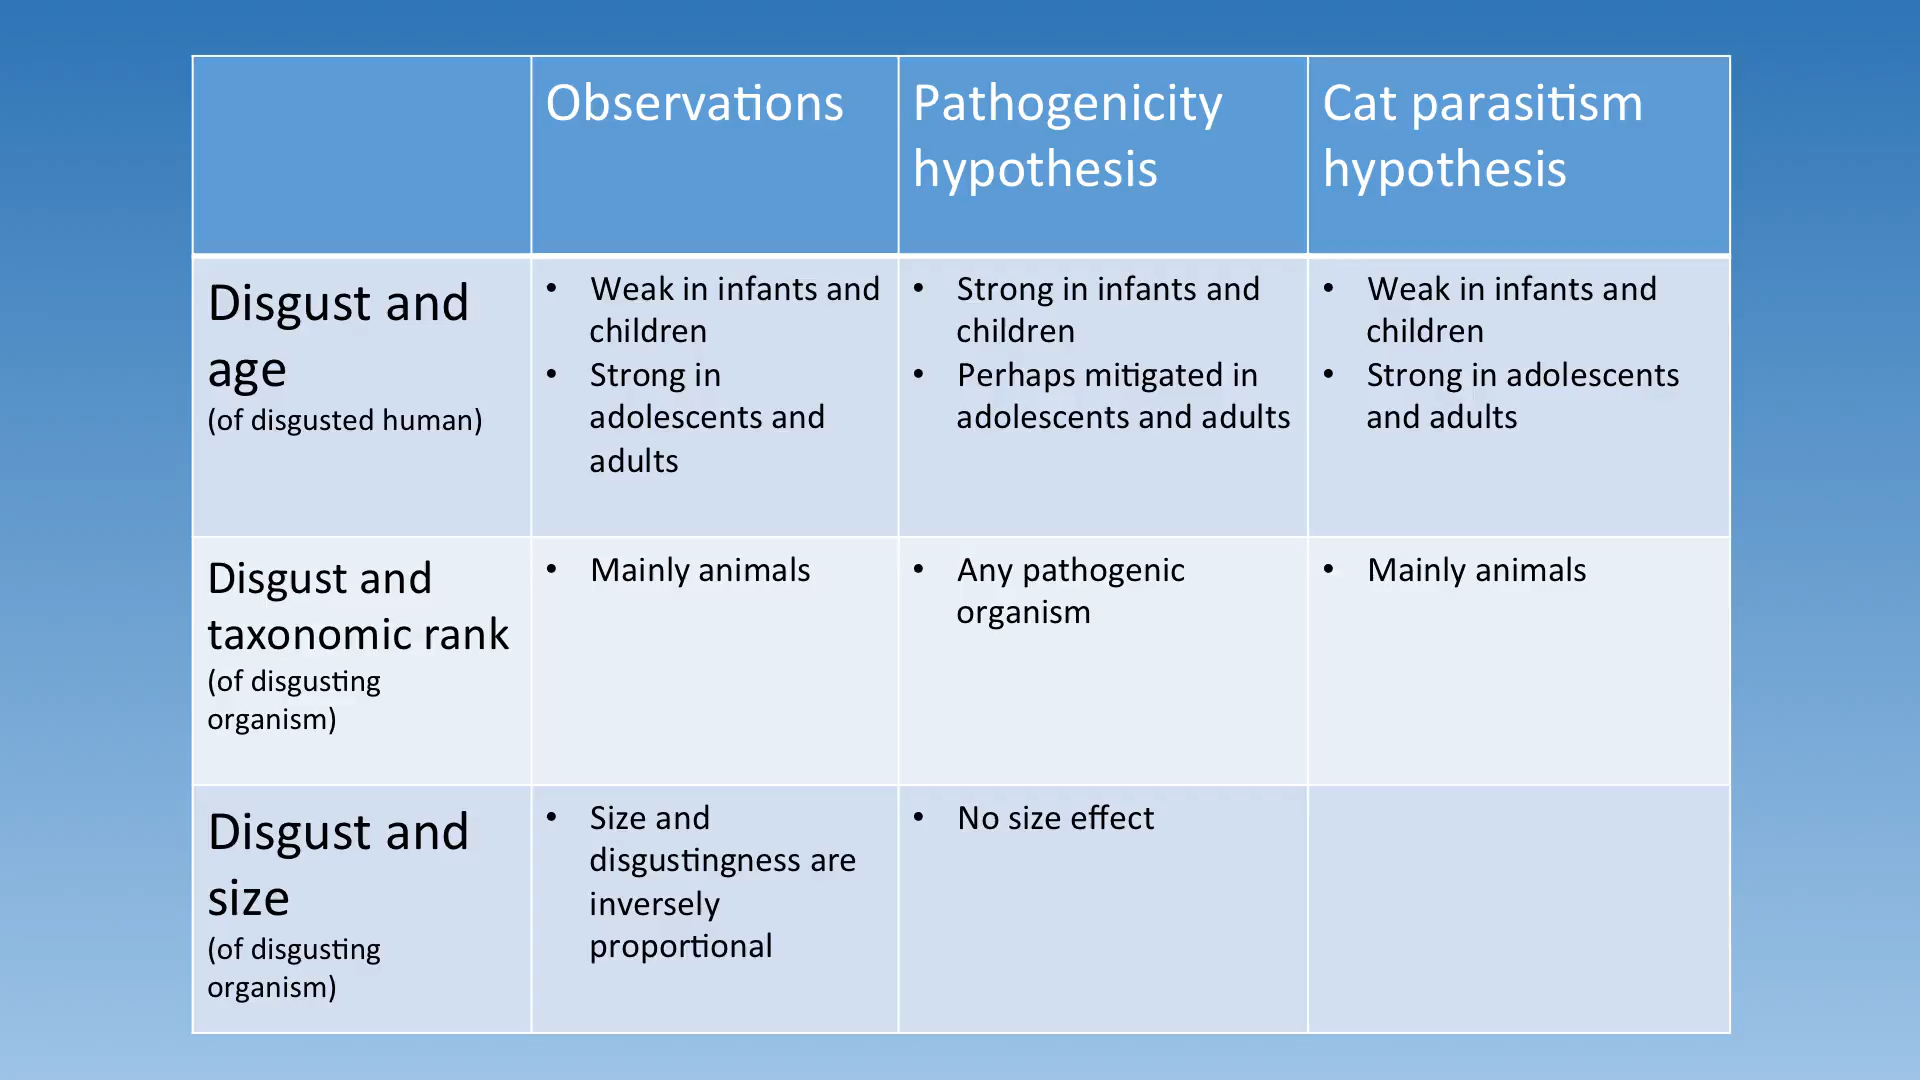 Observations
Pathogenicity
hypothesis
Cat parasitism
hypothesis
Disgust and
age
(of disgusted human)
• Weak in infants and
children
• Strong in
adolescents and
adults
• Strong in infants and
children
• Perhaps mitigated in
adolescents and adults
• Weak in infants and
children
• Strong in adolescents
and adults
Disgust and
taxonomic rank
(of disgusting
organism)
• Mainly animals
• Any pathogenic
organism
• Mainly animals
Disgust and
size
(of disgusting
organism)
• Size and
disgustingness are
inversely
proportional
• No size effect